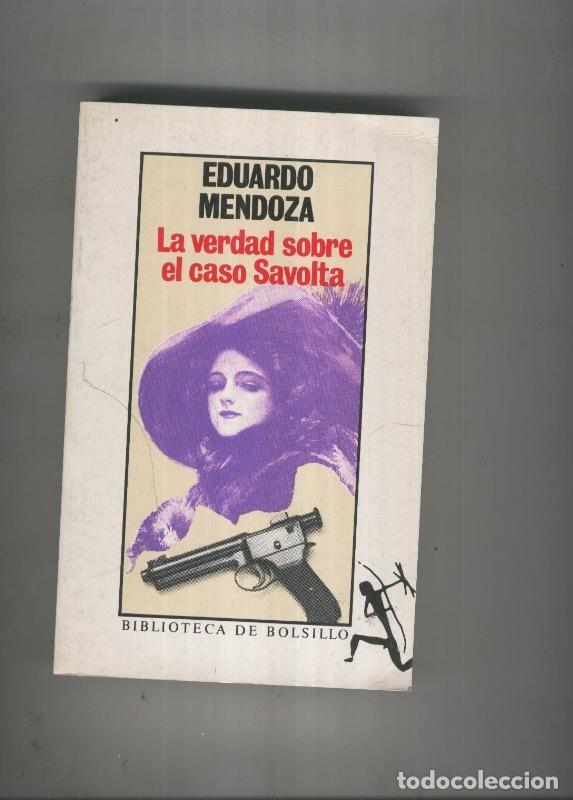 EDUARDO
MENDOZA
La verdad sobre
el caso Savolta
BIBLIOTECA DE BOLSILLO
todocoleccion